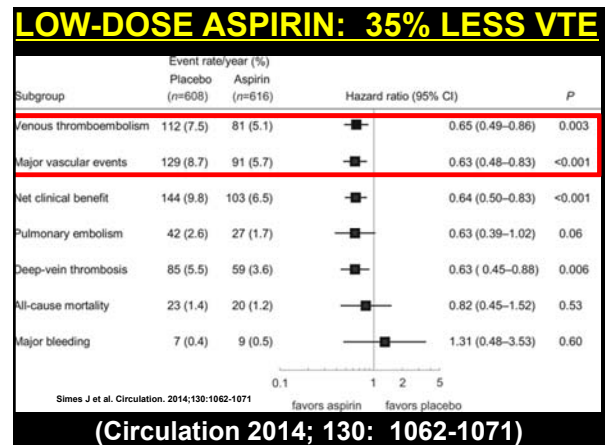 LOW-DOSE ASPIRIN: 35% LESS VTE
Event rate/year (%)
Placebo Aspirin
Subgroup (n=608) (n=616) Hazard ratio (95% CI) P
Venous thromboembolism 112 (7.5) 81 (5.1) 0.65 (0.49–0.86) 0.003
Major vascular events 129 (8.7) 91 (5.7) 0.63 (0.48–0.83) <0.001
Net clinical benefit 144 (9.8) 103 (6.5) 0.64 (0.50–0.83) <0.001
Pulmonary embolism 42 (2.6) 27 (1.7) 0.63 (0.39–1.02) 0.06
Deep-vein thrombosis 85 (5.5) 59 (3.6) 0.63 ( 0.45–0.88) 0.006
All-cause mortality 23 (1.4) 20 (1.2) 0.82 (0.45–1.52) 0.53
Major bleeding 7 (0.4) 9 (0.5) 1.31 (0.48–3.53) 0.60
0.1 1 2 5
Simes J et al. Circulation. 2014;130:1062-1071
favors aspirin favors placebo
(Circulation 2014; 130: 1062-1071)